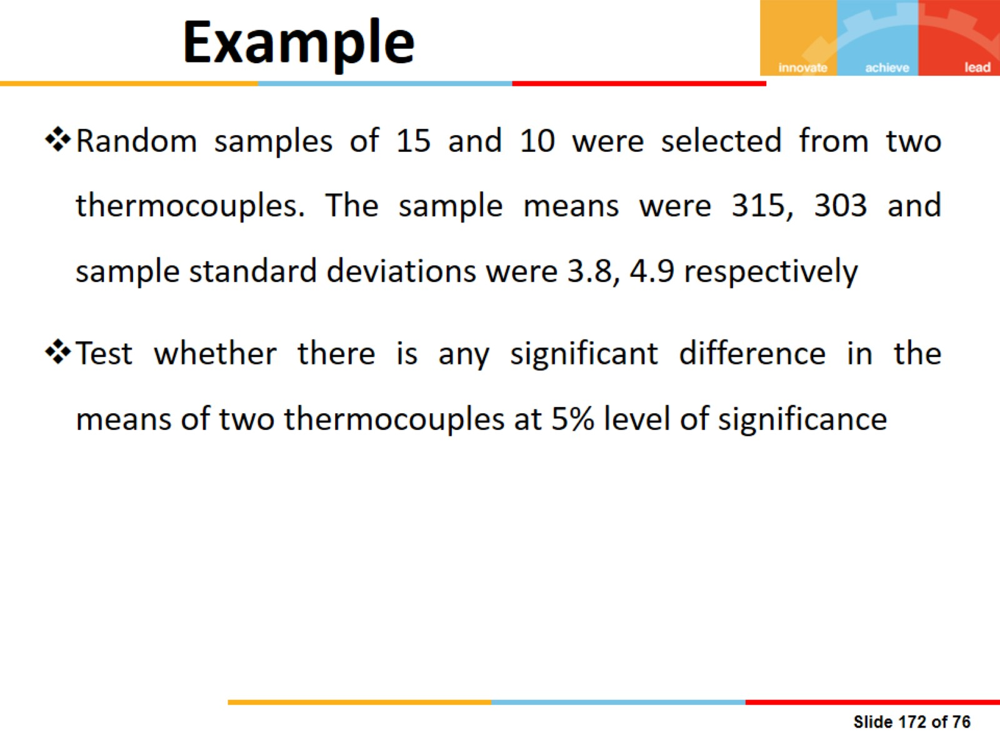 Example
innovate achieve lead
❖Random samples of 15 and 10 were selected from two
thermocouples. The sample means were 315, 303 and
sample standard deviations were 3.8, 4.9 respectively
❖Test whether there is any significant difference in the
means of two thermocouples at 5% level of significance
Slide 172 of 76